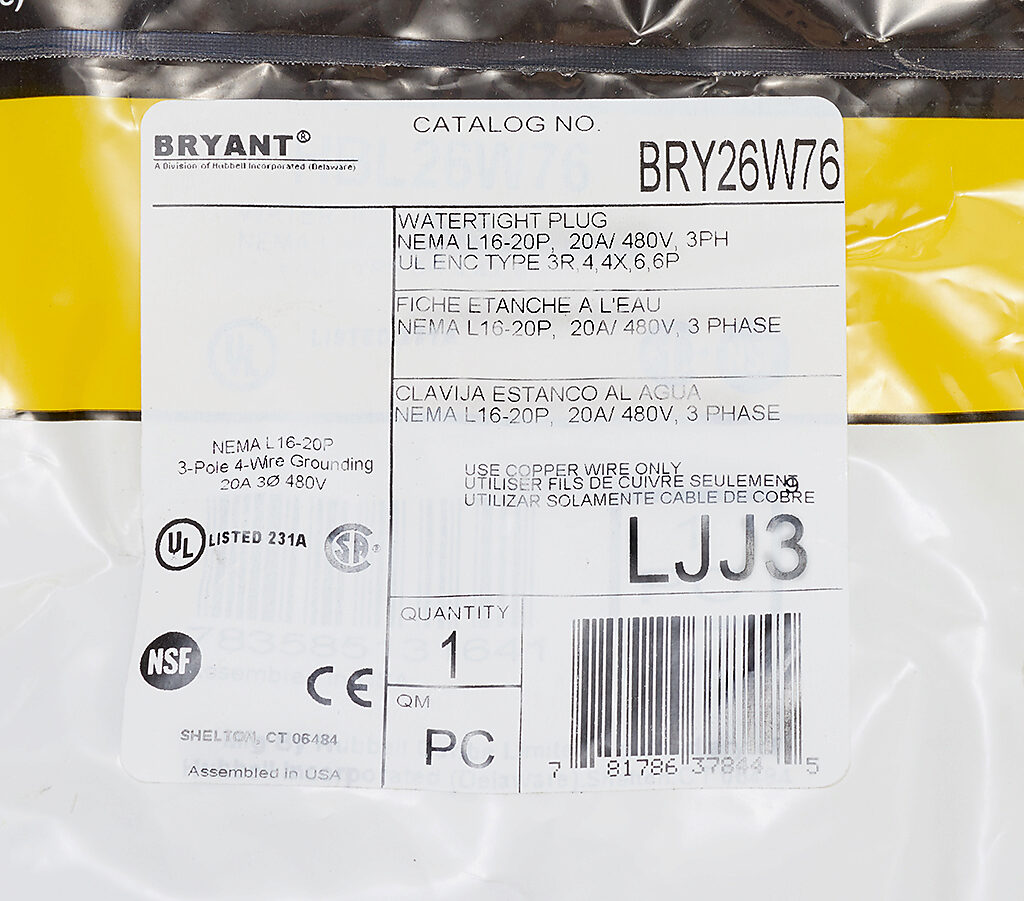 BRYANT®
A Division of Hubbell Incorporated (Delaware)
CATALOG NO.
BRY26W76
WATERTIGHT PLUG
NEMA L16-20P, 20A/ 480V, 3PH
UL ENC TYPE 3R,4,4X,6,6P
FICHE ETANCHE A L'EAU
NEMA L16-20P, 20A/ 480V, 3 PHASE
CLAVIJA ESTANCO AL AGUA
NEMA L16-20P, 20A/ 480V, 3 PHASE
NEMA L16-20P
3-Pole 4-Wire Grounding
20A 3Ø 480V
USE COPPER WIRE ONLY
UTILISER FILS DE CUIVRE SEULEMENT
UTILIZAR SOLAMENTE CABLE DE COBRE
UL LISTED 231A
SA®
LJJ3
QUANTITY
1
NSF
CE
QM
PC
SHELTON, CT 06484
Assembled in USA
7 81786 37844 5